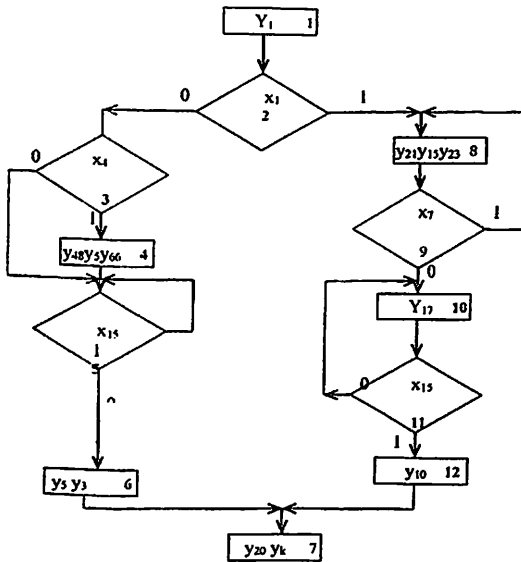 Y₁ 1
x₁
2
0
1
x₄
3
0
1
y₂₁y₁₅y₂₃ 8
x₇
9
1
0
y₄₈y₅y₆₆ 4
x₁₅
1
5
Y₁₇ 10
x₁₅
11
0
1
y₅ y₃ 6
y₁₀ 12
y₂₀ yₖ 7